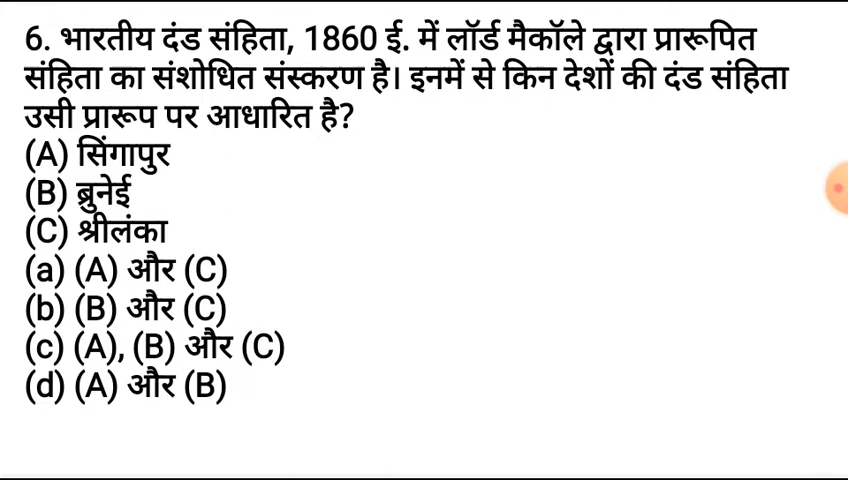 6. भारतीय दंड संहिता, 1860 ई. में लॉर्ड मैकॉले द्वारा प्रारूपित
संहिता का संशोधित संस्करण है। इनमें से किन देशों की दंड संहिता
उसी प्रारूप पर आधारित है?
(A) सिंगापुर
(B) ब्रुनेई
(C) श्रीलंका
(a) (A) और (C)
(b) (B) और (C)
(c) (A), (B) और (C)
(d) (A) और (B)